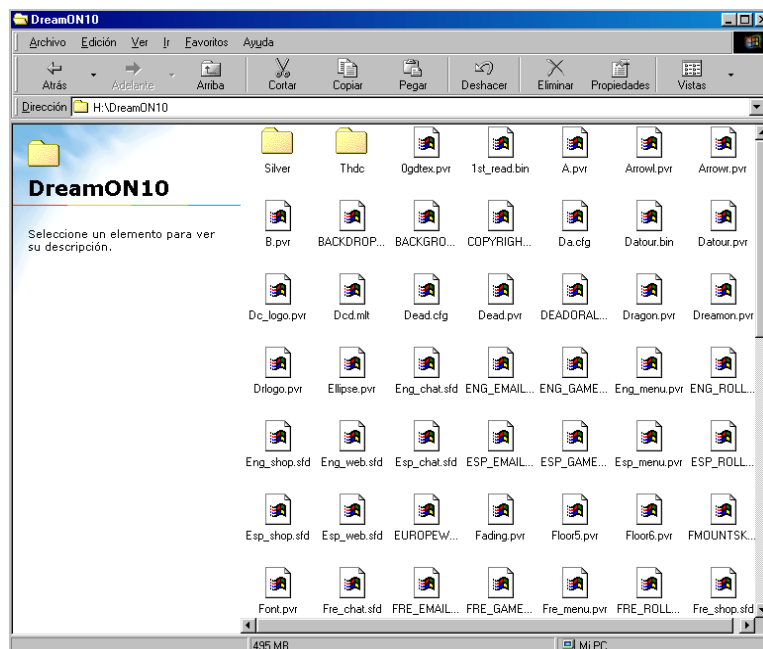 DreamON10
Archivo Edición Ver Ir Favoritos Ayuda
Atrás Adelante Arriba Cortar Copiar Pegar Deshacer Eliminar Propiedades Vistas
Dirección H:\DreamON10
DreamON10
Seleccione un elemento para ver
su descripción.
Silver Thdc 0gdtex.pvr 1st_read.bin A.pvr Arrowl.pvr Arrowr.pvr
B.pvr BACKDROP... BACKGRO... COPYRIGH... Da.cfg Datour.bin Datour.pvr
Dc_logo.pvr Dcd.mlt Dead.cfg Dead.pvr DEADORAL... Dragon.pvr Dreamon.pvr
Drlogo.pvr Ellipse.pvr Eng_chat.sfd ENG_EMAIL... ENG_GAME... Eng_menu.pvr ENG_ROLL...
Eng_shop.sfd Eng_web.sfd Esp_chat.sfd ESP_EMAIL... ESP_GAME... Esp_menu.pvr ESP_ROLL...
Esp_shop.sfd Esp_web.sfd EUROPEW... Fading.pvr Floor5.pvr Floor6.pvr FMOUNTSK...
Font.pvr Fre_chat.sfd FRE_EMAIL... FRE_GAME... Fre_menu.pvr FRE_ROLL... Fre_shop.sfd
495 MB Mi PC